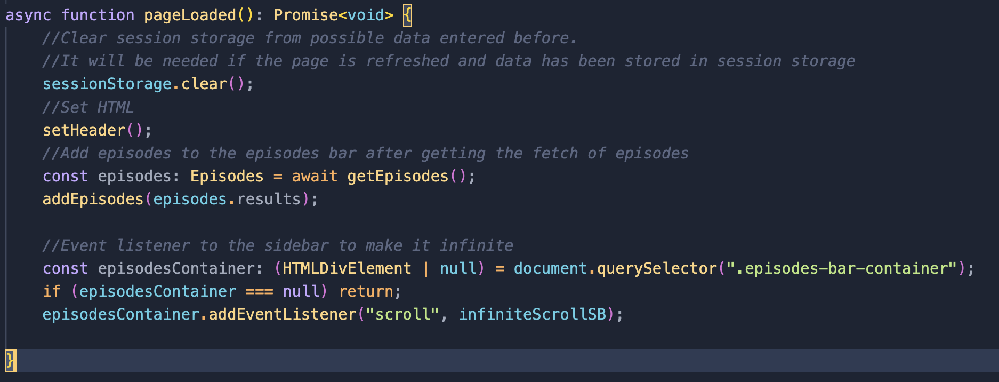 async function pageLoaded(): Promise<void> {
//Clear session storage from possible data entered before.
//It will be needed if the page is refreshed and data has been stored in session storage
sessionStorage.clear();
//Set HTML
setHeader();
//Add episodes to the episodes bar after getting the fetch of episodes
const episodes: Episodes = await getEpisodes();
addEpisodes(episodes.results);
//Event listener to the sidebar to make it infinite
const episodesContainer: (HTMLDivElement | null) = document.querySelector(".episodes-bar-container");
if (episodesContainer === null) return;
episodesContainer.addEventListener("scroll", infiniteScrollSB);
}